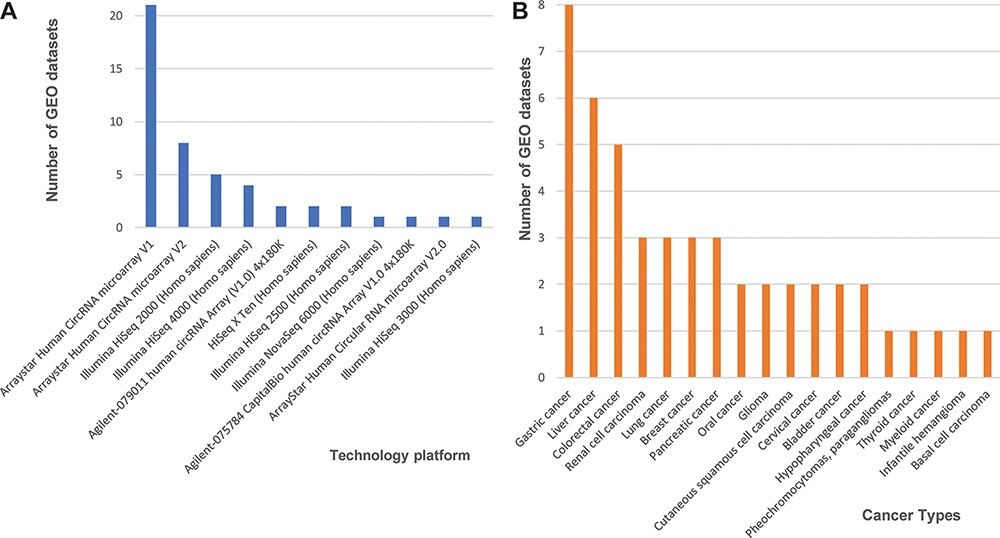 A
Number of GEO datasets
20
15
10
5
0
Arraystar Human CircRNA microarray V1
Arraystar Human CircRNA microarray V2
Illumina HiSeq 2000 (Homo sapiens)
Illumina HiSeq 4000 (Homo sapiens)
Agilent-079011 human circRNA Array (V1.0) 4x180K
HiSeq X Ten (Homo sapiens)
Illumina HiSeq 2500 (Homo sapiens)
Illumina NovaSeq 6000 (Homo sapiens)
Agilent-075784 CapitalBio human circRNA Array V1.0 4x180K
ArrayStar Human Circular RNA mircoarray V2.0
Illumina HiSeq 3000 (Homo sapiens)
Technology platform
B
Number of GEO datasets
8
7
6
5
4
3
2
1
0
Gastric cancer
Liver cancer
Colorectal cancer
Renal cell carcinoma
Lung cancer
Breast cancer
Pancreatic cancer
Oral cancer
Glioma
Cutaneous squamous cell carcinoma
Cervical cancer
Bladder cancer
Hypopharyngeal cancer
Pheochromocytomas, paragangliomas
Thyroid cancer
Myeloid cancer
Infantile hemangioma
Basal cell carcinoma
Cancer Types